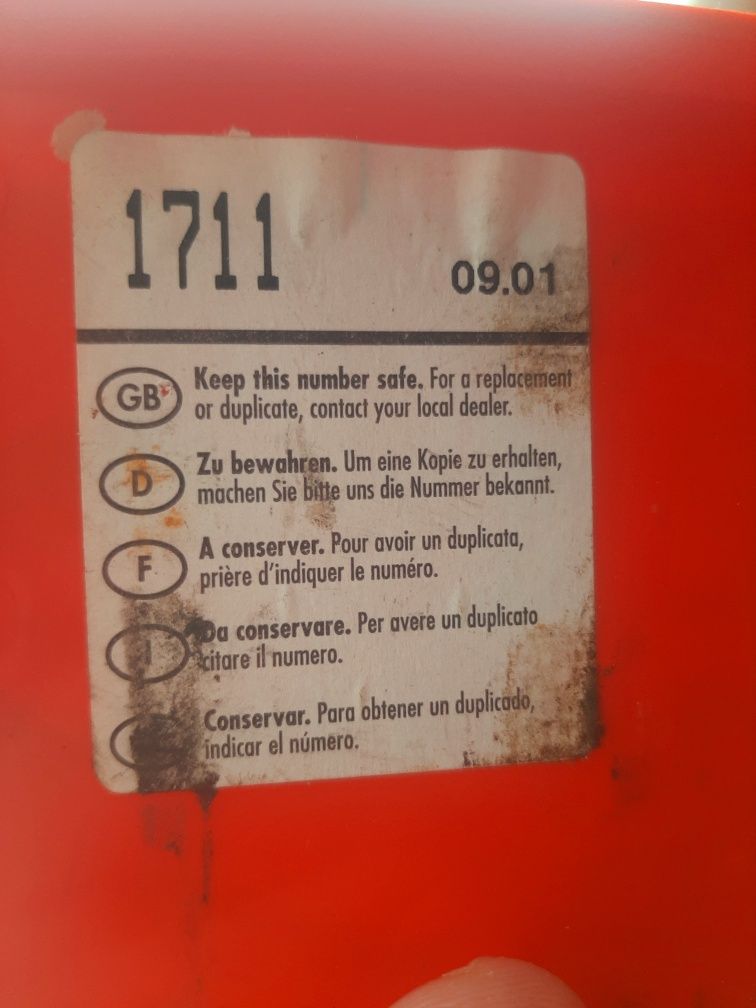 1711
09.01
GB Keep this number safe. For a replacement
or duplicate, contact your local dealer.
D Zu bewahren. Um eine Kopie zu erhalten,
machen Sie bitte uns die Nummer bekannt.
F A conserver. Pour avoir un duplicata,
prière d'indiquer le numéro.
I Da conservare. Per avere un duplicato
citare il numero.
Conservar. Para obtener un duplicado,
indicar el número.